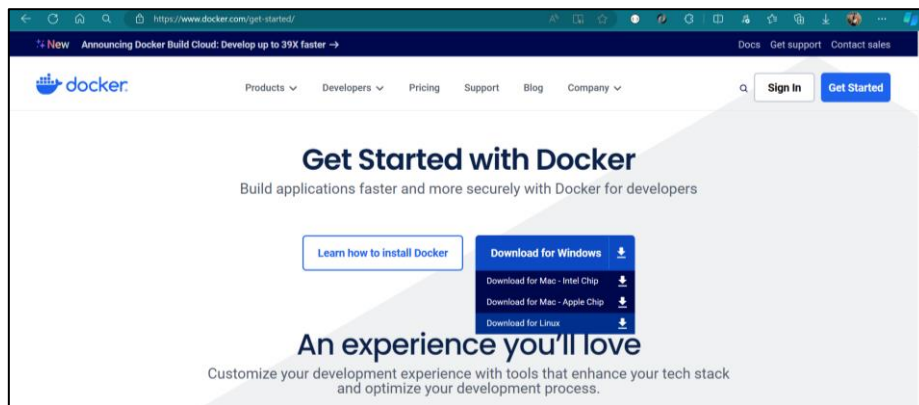 https://www.docker.com/get-started/
New Announcing Docker Build Cloud: Develop up to 39X faster →
Docs Get support Contact sales
docker
Products Developers Pricing Support Blog Company
Sign In Get Started
Get Started with Docker
Build applications faster and more securely with Docker for developers
Learn how to install Docker
Download for Windows
Download for Mac - Intel Chip
Download for Mac - Apple Chip
Download for Linux
An experience you'll love
Customize your development experience with tools that enhance your tech stack
and optimize your development process.